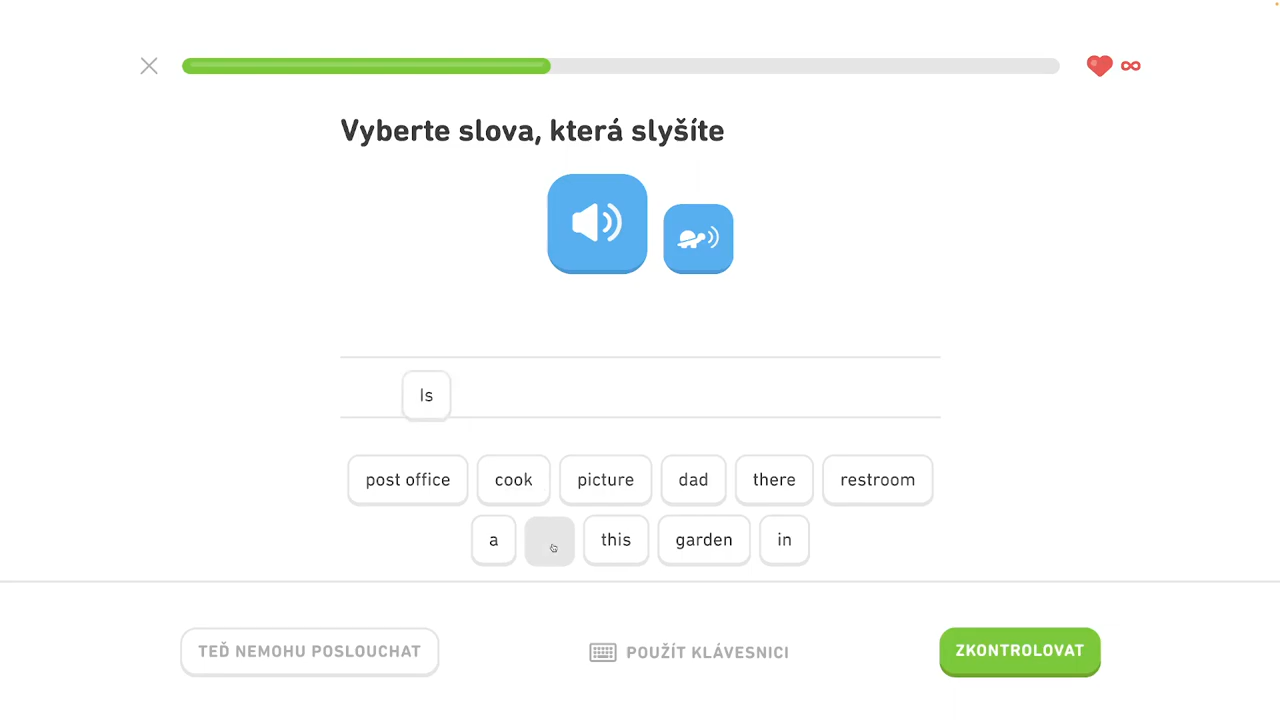 Vyberte slova, která slyšíte
Is
post office cook picture dad there restroom
a this garden in
TEĎ NEMOHU POSLOUCHAT POUŽÍT KLÁVESNICI ZKONTROLOVAT